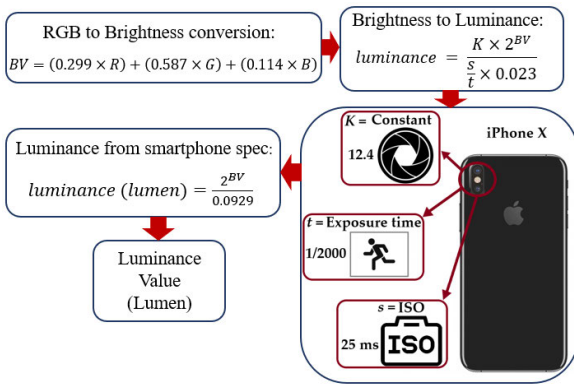 RGB to Brightness conversion:
BV = (0.299 × R) + (0.587 × G) + (0.114 × B)
Brightness to Luminance:
luminance = K × 2^BV / (s/t × 0.023)
K = Constant
12.4
iPhone X
t = Exposure time
1/2000
s = ISO
25 ms
ISO
Luminance from smartphone spec:
luminance (lumen) = 2^BV / 0.0929
Luminance
Value
(Lumen)